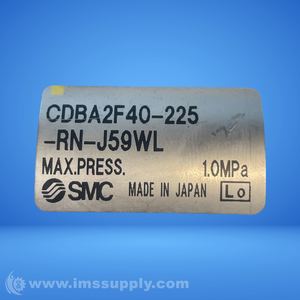 CDBA2F40-225
-RN-J59WL
MAX.PRESS. 1.0MPa
SMC MADE IN JAPAN Lo
© www.imssupply.com